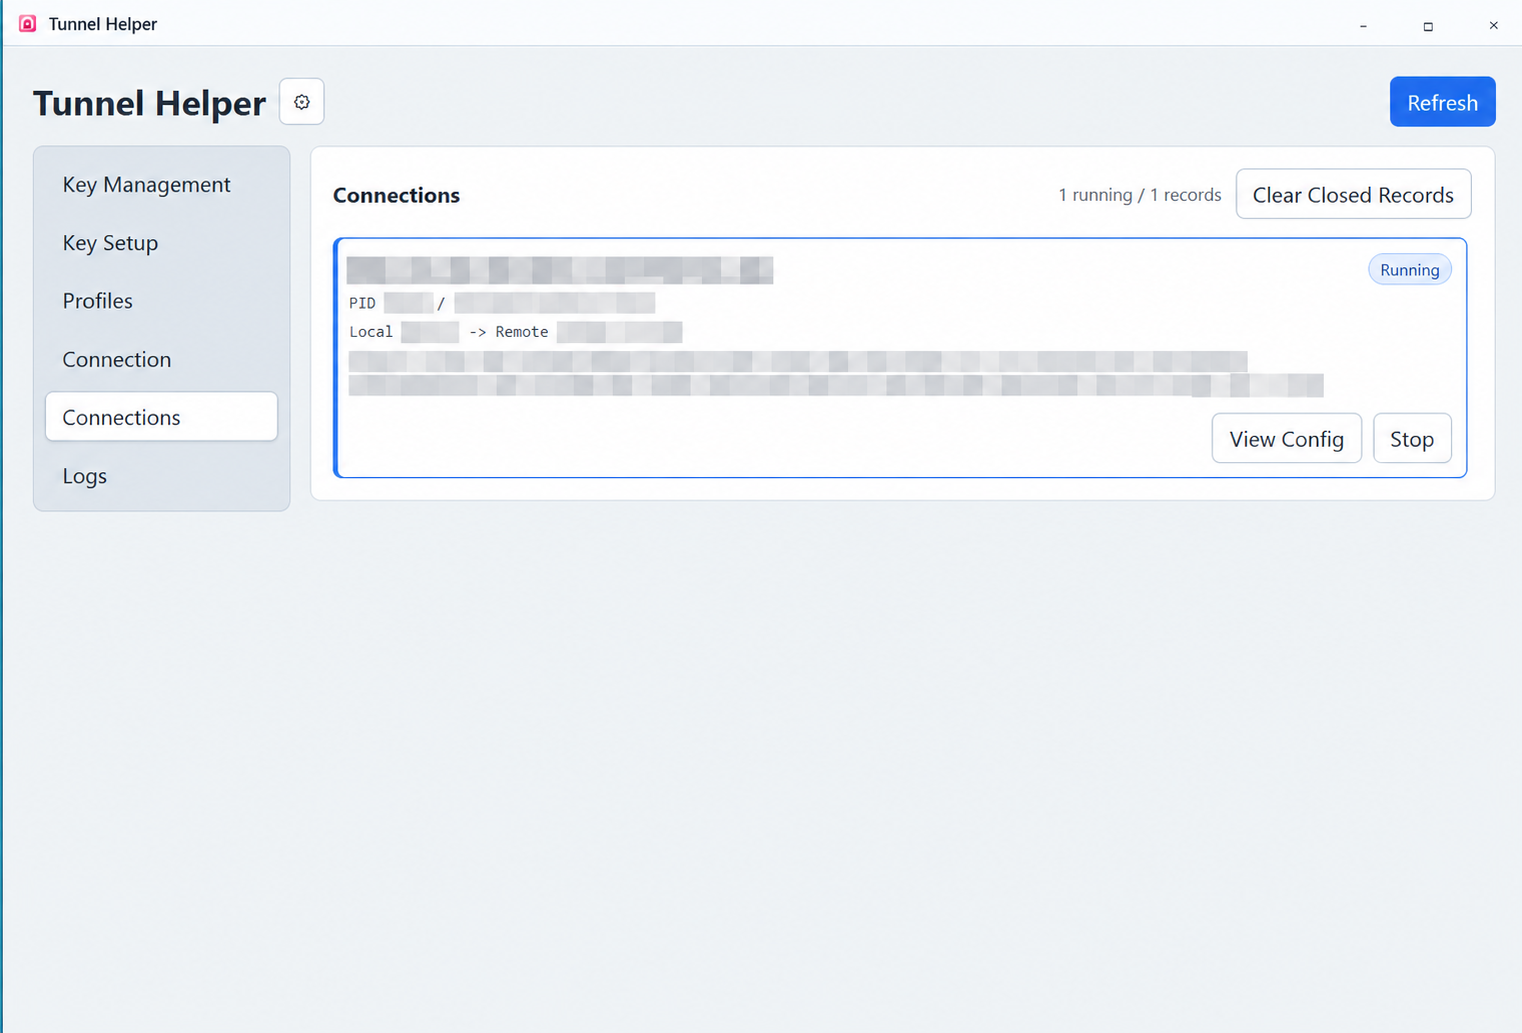 Tunnel Helper
Tunnel Helper
Refresh
Key Management
Key Setup
Profiles
Connection
Connections
Logs
Connections
1 running / 1 records
Clear Closed Records
Running
PID /
Local -> Remote
View Config
Stop